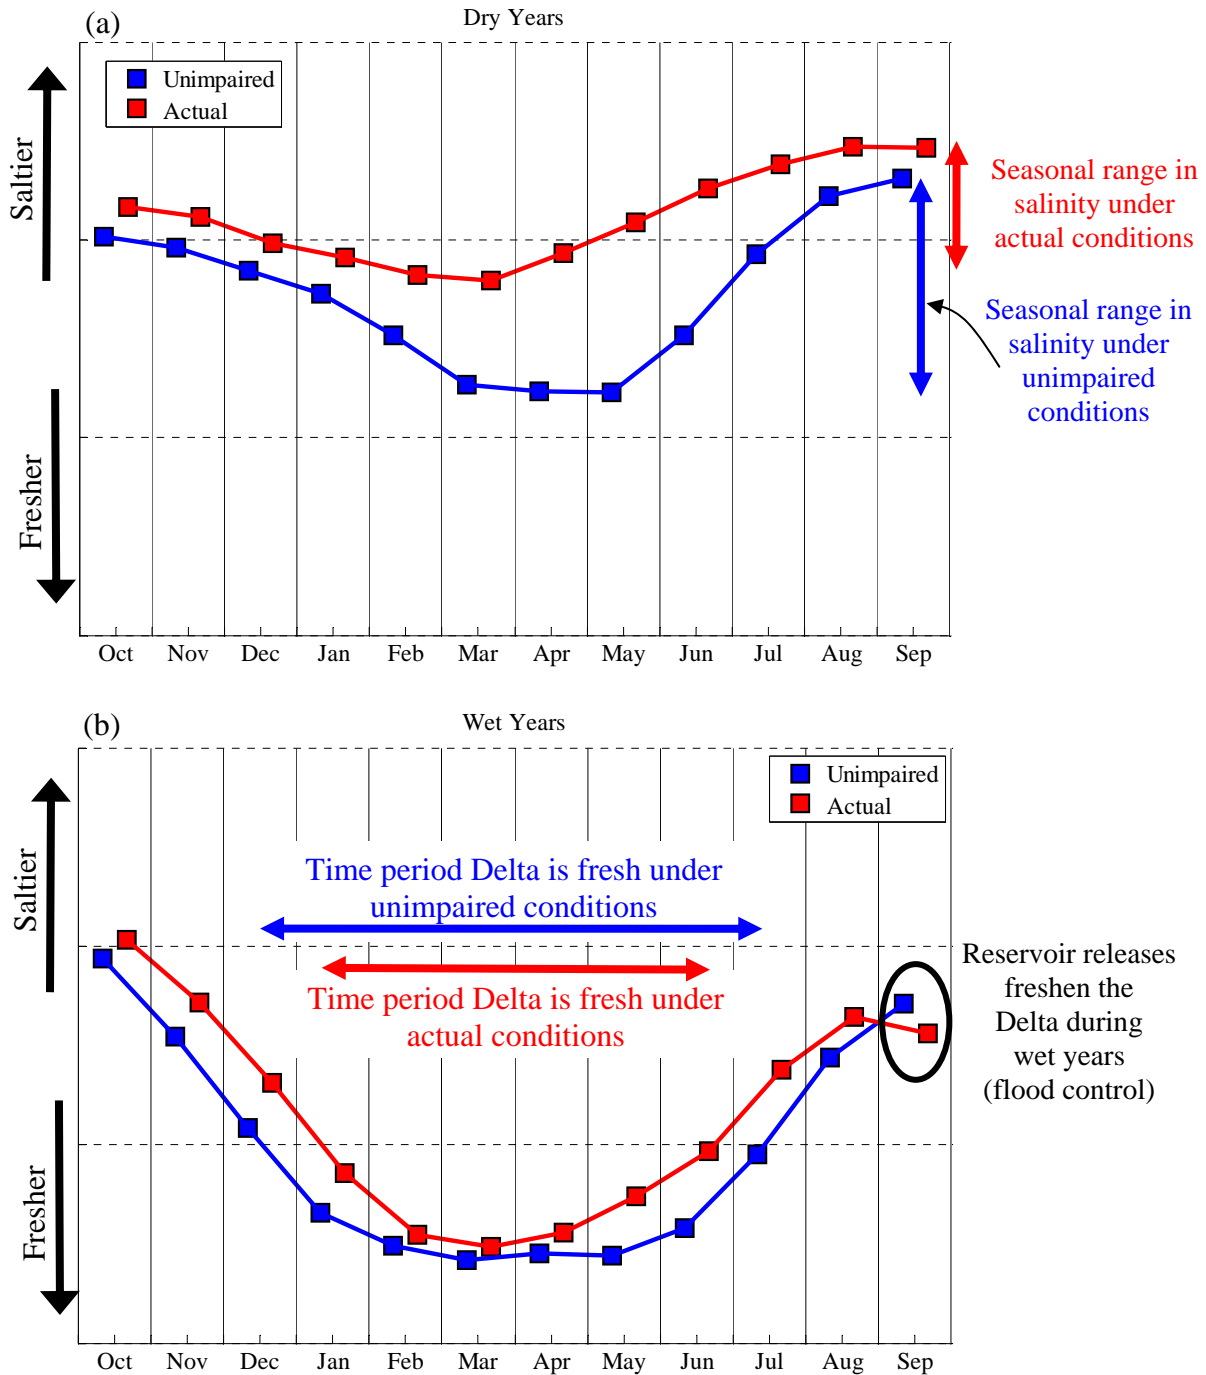 (a)
Dry Years
Unimpaired
Actual
Saltier
Fresher
Seasonal range in
salinity under
actual conditions
Seasonal range in
salinity under
unimpaired
conditions
Oct Nov Dec Jan Feb Mar Apr May Jun Jul Aug Sep
(b)
Wet Years
Unimpaired
Actual
Saltier
Fresher
Time period Delta is fresh under
unimpaired conditions
Time period Delta is fresh under
actual conditions
Reservoir releases
freshen the
Delta during
wet years
(flood control)
Oct Nov Dec Jan Feb Mar Apr May Jun Jul Aug Sep